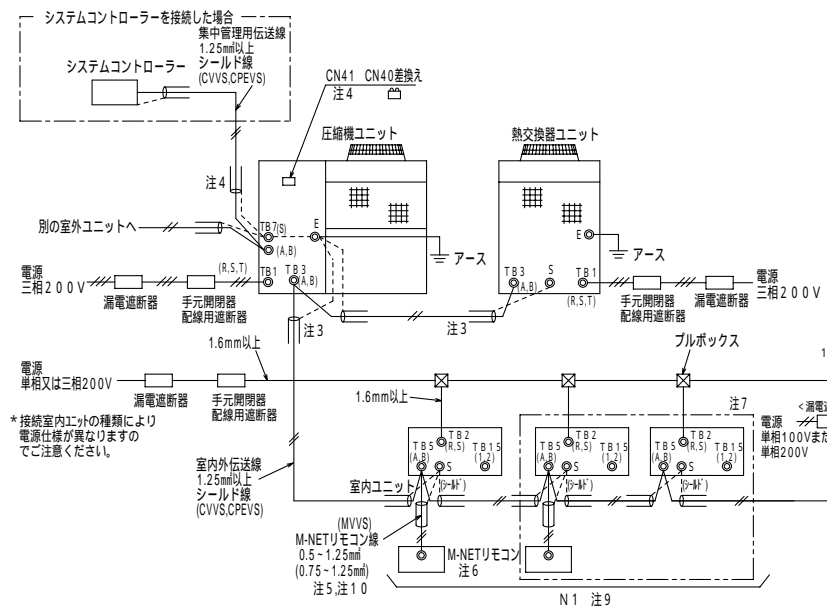 システムコントローラーを接続した場合
集中管理用伝送線
1.25㎟以上
シールド線
(CVVS,CPEVS)
システムコントローラー
CN41 CN40差換え
注4
圧縮機ユニット
熱交換器ユニット
注4
別の室外ユニットへ
TB7(S)
(A,B)
E
アース
E
アース
電源
三相200V
漏電遮断器
手元開閉器
配線用遮断器
(R,S,T)
TB1
TB3
(A,B)
TB3
(A,B)
S
TB1
(R,S,T)
手元開閉器
配線用遮断器
漏電遮断器
電源
三相200V
注3
注3
1.6mm以上
プルボックス
電源
単相又は三相200V
漏電遮断器
手元開閉器
配線用遮断器
1.6mm以上
注7
*接続室内ユニットの種類により
電源仕様が異なりますの
でご注意ください。
<漏電
電源
単相100Vまた
単相200V
TB5
(A,B)
TB2
(R,S)
TB15
(1,2)
S
TB5
(A,B)
TB2
(R,S)
TB15
(1,2)
S
TB5
(A,B)
TB2
(R,S)
TB15
(1,2)
S
室内外伝送線
1.25㎟以上
シールド線
(CVVS,CPEVS)
室内ユニット
(シールド)
(シールド)
(シールド)
(MVVS)
M-NETリモコン線
0.5~1.25㎟
(0.75~1.25㎟)
注5,注10
M-NETリモコン
注6
N1 注9
1